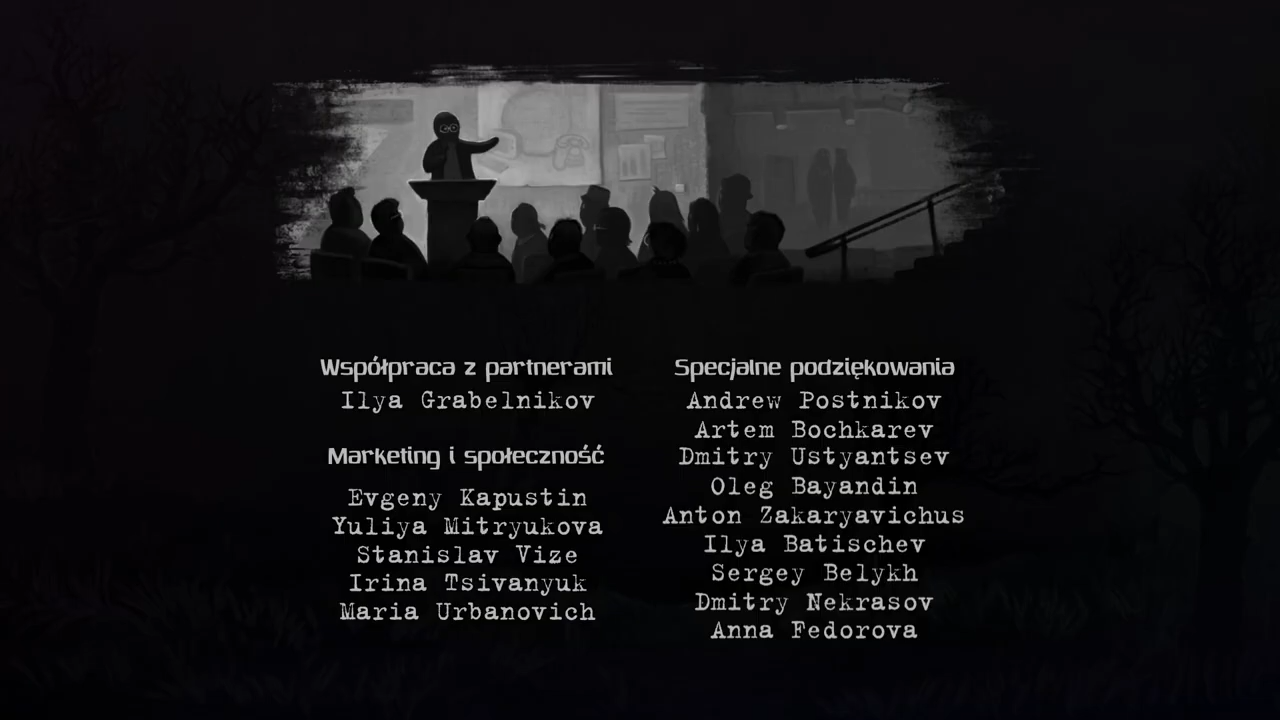 Współpraca z partnerami
Ilya Grabelnikov
Marketing i społeczność
Evgeny Kapustin
Yuliya Mitryukova
Stanislav Vize
Irina Tsivanyuk
Maria Urbanovich
Specjalne podziękowania
Andrew Postnikov
Artem Bochkarev
Dmitry Ustyantsev
Oleg Bayandin
Anton Zakaryavichus
Ilya Batischev
Sergey Belykh
Dmitry Nekrasov
Anna Fedorova